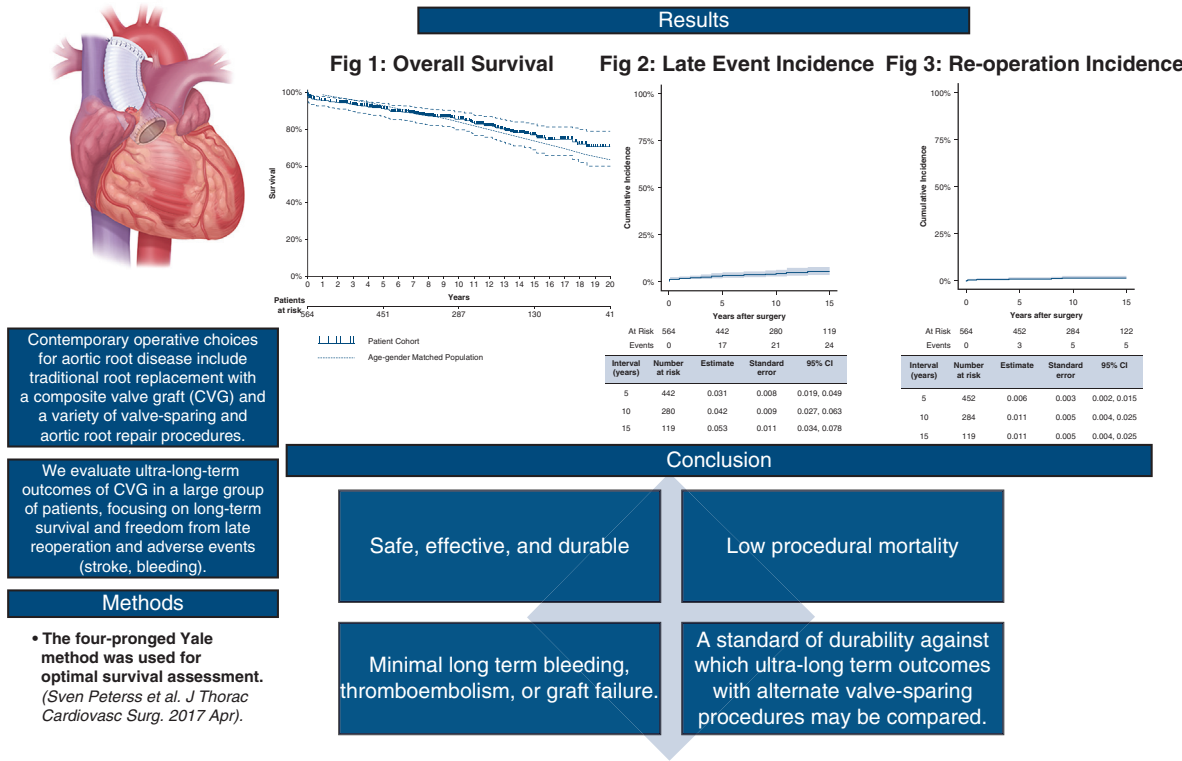 Results
Fig 1: Overall Survival
100%
80%
60%
40%
20%
0%
Survival
0 1 2 3 4 5 6 7 8 9 10 11 12 13 14 15 16 17 18 19 20
Years
Patients
at risk
564 451 287 130 41
Patient Cohort
Age-gender Matched Population
Fig 2: Late Event Incidence
100%
75%
50%
25%
0%
Cumulative Incidence
0 5 10 15
Years after surgery
At Risk 564 442 280 119
Events 0 17 21 24
Interval Number Estimate Standard 95% CI
(years) at risk error
5 442 0.031 0.008 0.019, 0.049
10 280 0.042 0.009 0.027, 0.063
15 119 0.053 0.011 0.034, 0.078
Fig 3: Re-operation Incidence
100%
75%
50%
25%
0%
Cumulative Incidence
0 5 10 15
Years after surgery
At Risk 564 452 284 122
Events 0 3 5 5
Interval Number Estimate Standard 95% CI
(years) at risk error
5 452 0.006 0.003 0.002, 0.015
10 284 0.011 0.005 0.004, 0.025
15 119 0.011 0.005 0.004, 0.025
Contemporary operative choices
for aortic root disease include
traditional root replacement with
a composite valve graft (CVG) and
a variety of valve-sparing and
aortic root repair procedures.
We evaluate ultra-long-term
outcomes of CVG in a large group
of patients, focusing on long-term
survival and freedom from late
reoperation and adverse events
(stroke, bleeding).
Methods
• The four-pronged Yale
method was used for
optimal survival assessment.
(Sven Peterss et al. J Thorac
Cardiovasc Surg. 2017 Apr).
Conclusion
Safe, effective, and durable
Low procedural mortality
Minimal long term bleeding,
thromboembolism, or graft failure.
A standard of durability against
which ultra-long term outcomes
with alternate valve-sparing
procedures may be compared.